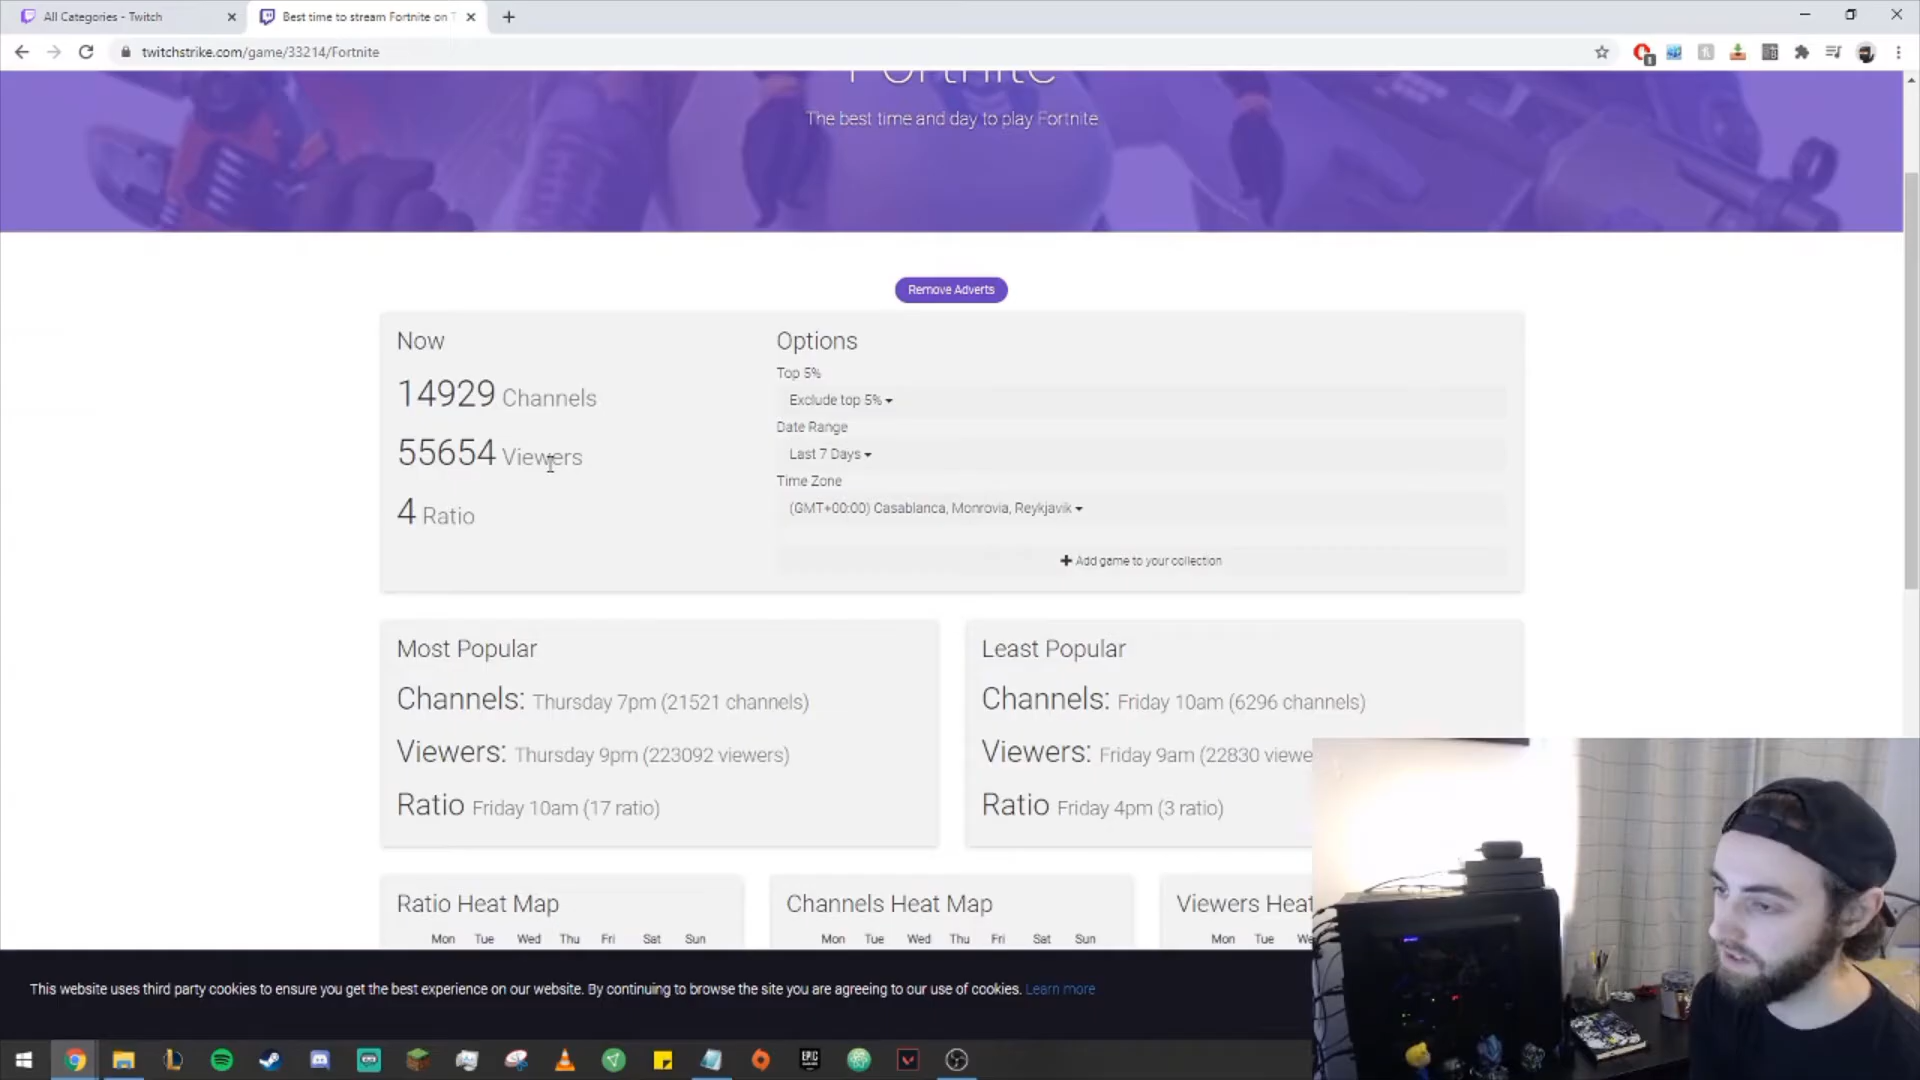 All Categories - Twitch
Best time to stream Fortnite on T
twitchstrike.com/game/33214/Fortnite
Fortnite
The best time and day to play Fortnite
Remove Adverts
Now
14929 Channels
55654 Viewers
4 Ratio
Options
Top 5%
Exclude top 5%
Date Range
Last 7 Days
Time Zone
(GMT+00:00) Casablanca, Monrovia, Reykjavik
Add game to your collection
Most Popular
Channels: Thursday 7pm (21521 channels)
Viewers: Thursday 9pm (223092 viewers)
Ratio Friday 10am (17 ratio)
Least Popular
Channels: Friday 10am (6296 channels)
Viewers: Friday 9am (22830 viewe
Ratio Friday 4pm (3 ratio)
Ratio Heat Map
Mon Tue Wed Thu Fri Sat Sun
Channels Heat Map
Mon Tue Wed Thu Fri Sat Sun
Viewers Heat
Mon Tue We
This website uses third party cookies to ensure you get the best experience on our website. By continuing to browse the site you are agreeing to our use of cookies. Learn more
EPIC